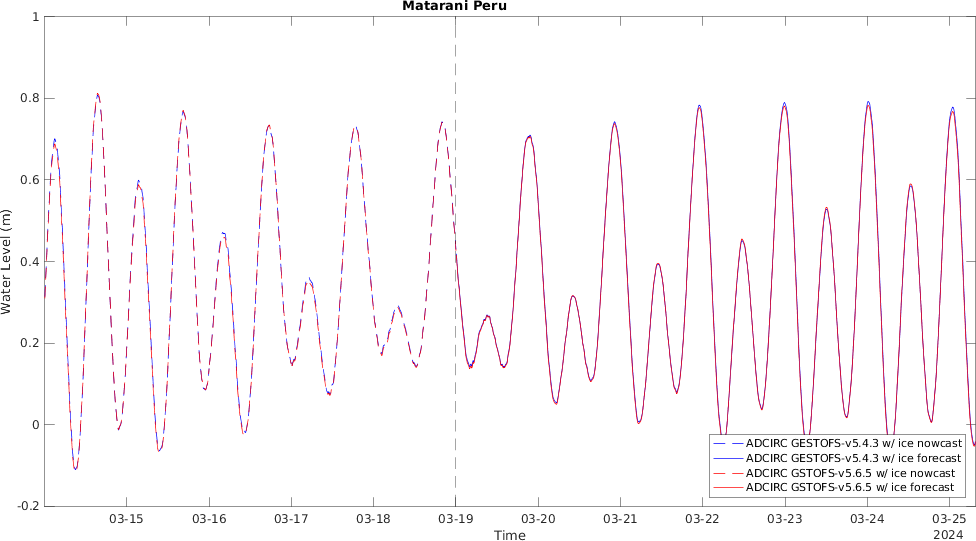 Matarani Peru
1
0.8
0.6
0.4
0.2
0
-0.2
Water Level (m)
ADCIRC GESTOFS-v5.4.3 w/ ice nowcast
ADCIRC GESTOFS-v5.4.3 w/ ice forecast
ADCIRC GSTOFS-v5.6.5 w/ ice nowcast
ADCIRC GSTOFS-v5.6.5 w/ ice forecast
03-15 03-16 03-17 03-18 03-19 03-20 03-21 03-22 03-23 03-24 03-25
2024
Time